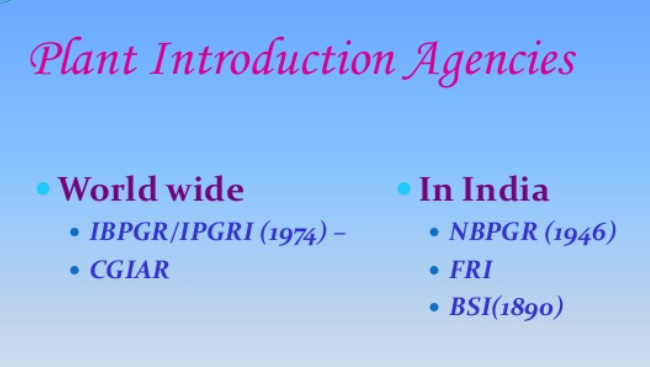 Plant Introduction Agencies
World wide
IBPGR/IPGRI (1974) –
CGIAR
In India
NBPGR (1946)
FRI
BSI(1890)